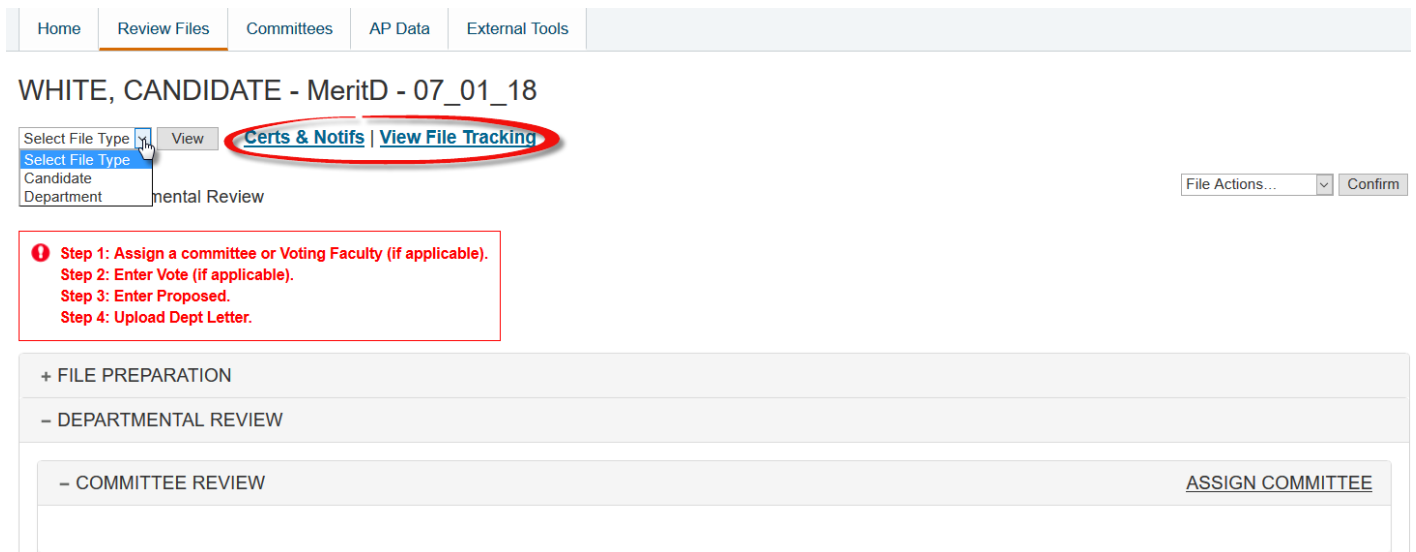 Home Review Files Committees AP Data External Tools
WHITE, CANDIDATE - MeritD - 07_01_18
Select File Type View Certs & Notifs | View File Tracking
Select File Type
Candidate
Department mental Review
File Actions... Confirm
Step 1: Assign a committee or Voting Faculty (if applicable).
Step 2: Enter Vote (if applicable).
Step 3: Enter Proposed.
Step 4: Upload Dept Letter.
+ FILE PREPARATION
– DEPARTMENTAL REVIEW
– COMMITTEE REVIEW ASSIGN COMMITTEE